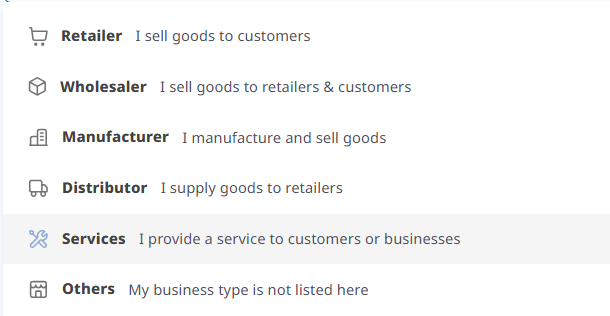 Retailer I sell goods to customers
Wholesaler I sell goods to retailers & customers
Manufacturer I manufacture and sell goods
Distributor I supply goods to retailers
Services I provide a service to customers or businesses
Others My business type is not listed here